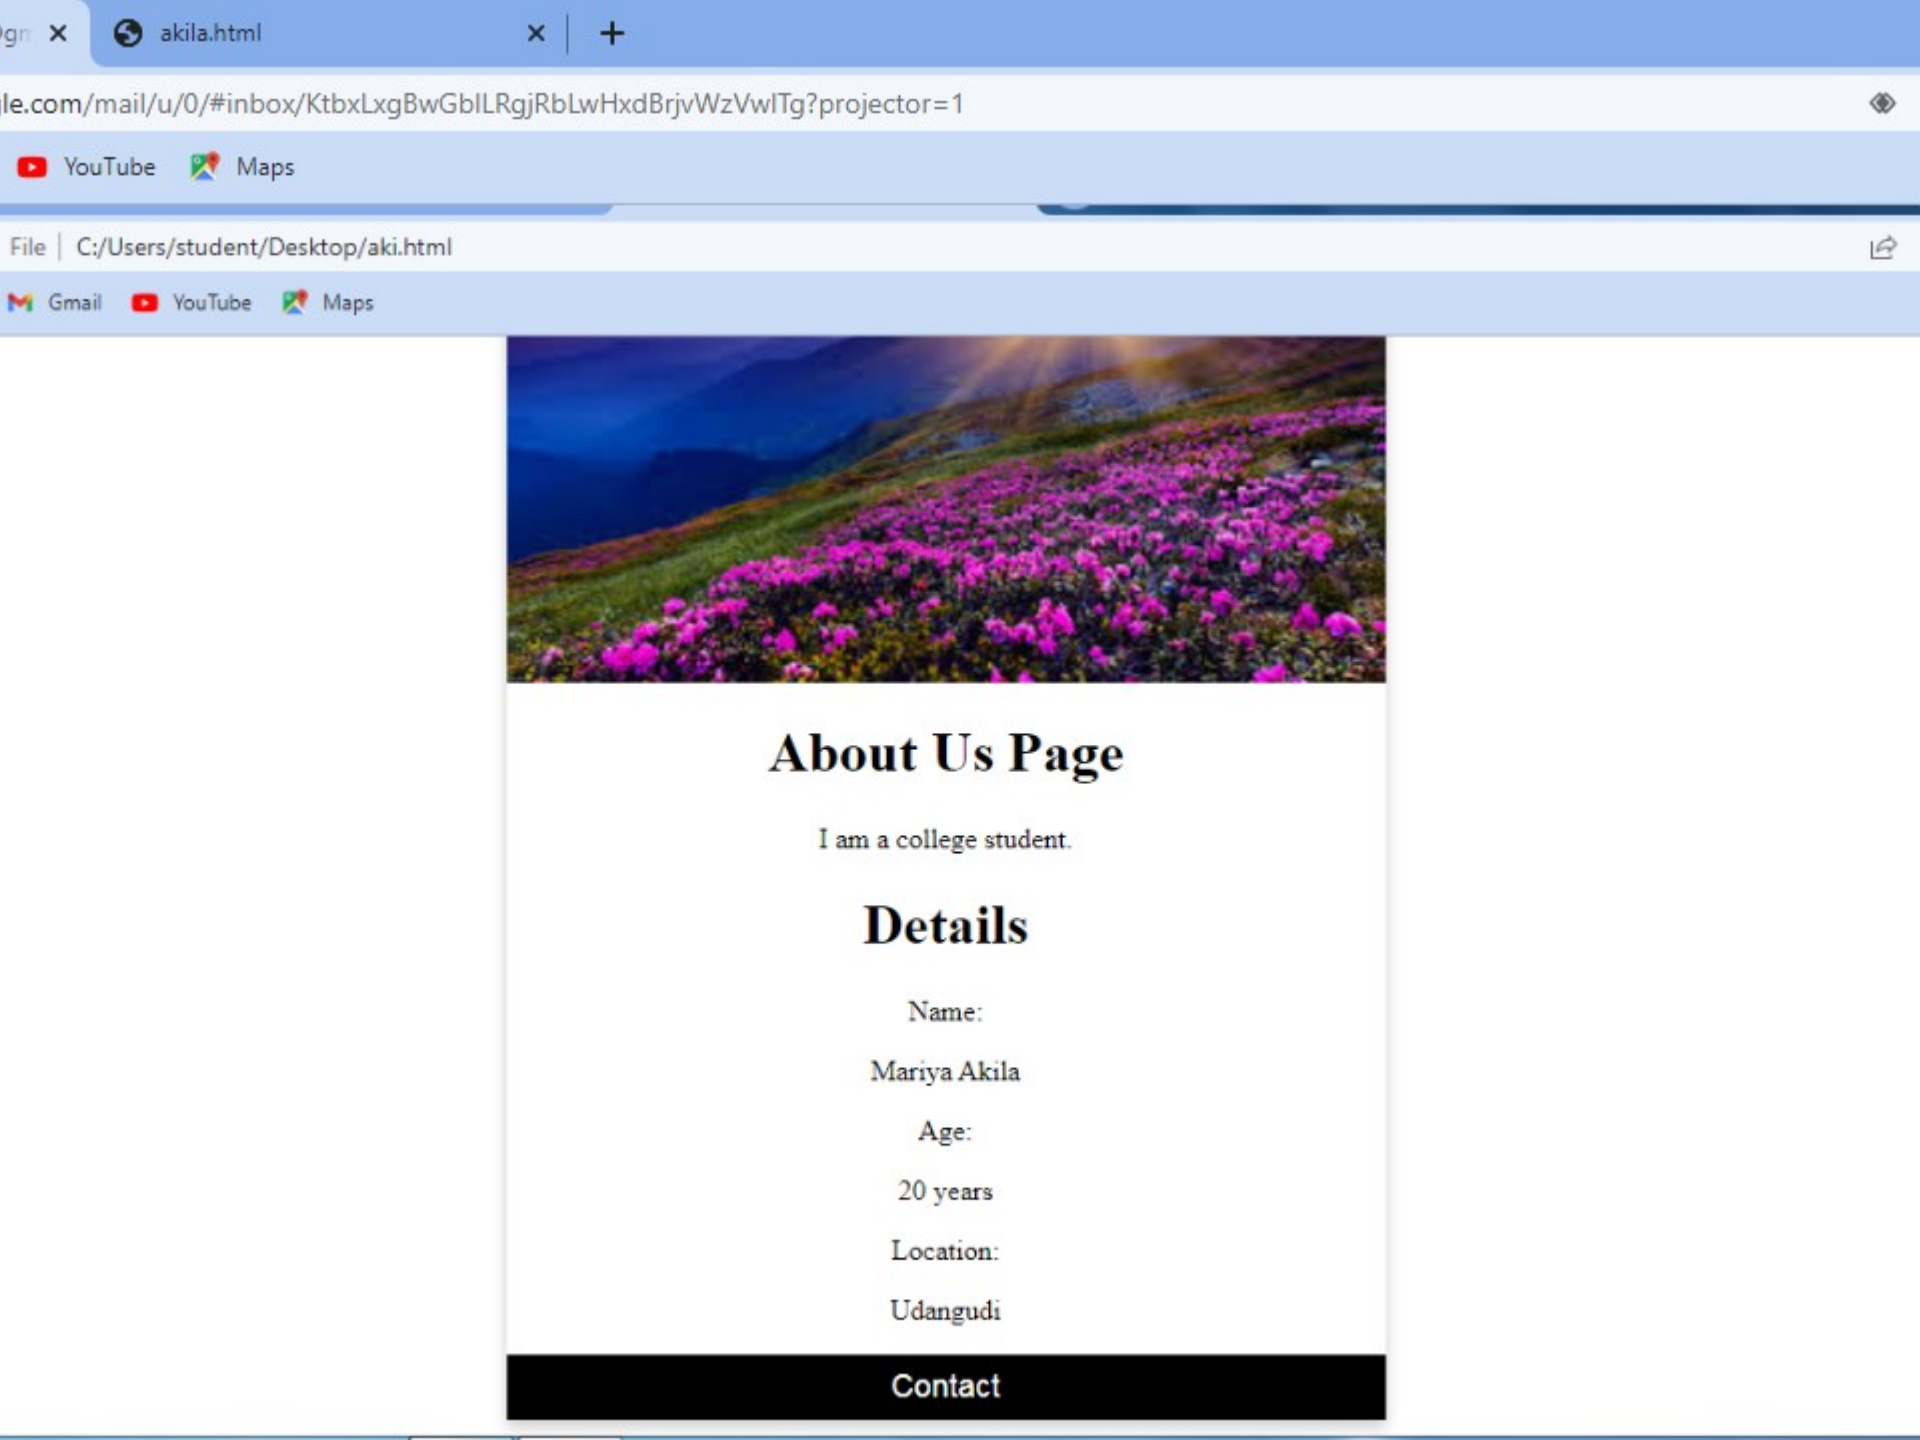 akila.html
le.com/mail/u/0/#inbox/KtbxLxgBwGblLRgjRbLwHxdBrjvWzVwlTg?projector=1
YouTube Maps
File C:/Users/student/Desktop/aki.html
Gmail YouTube Maps
About Us Page
I am a college student.
Details
Name:
Mariya Akila
Age:
20 years
Location:
Udangudi
Contact